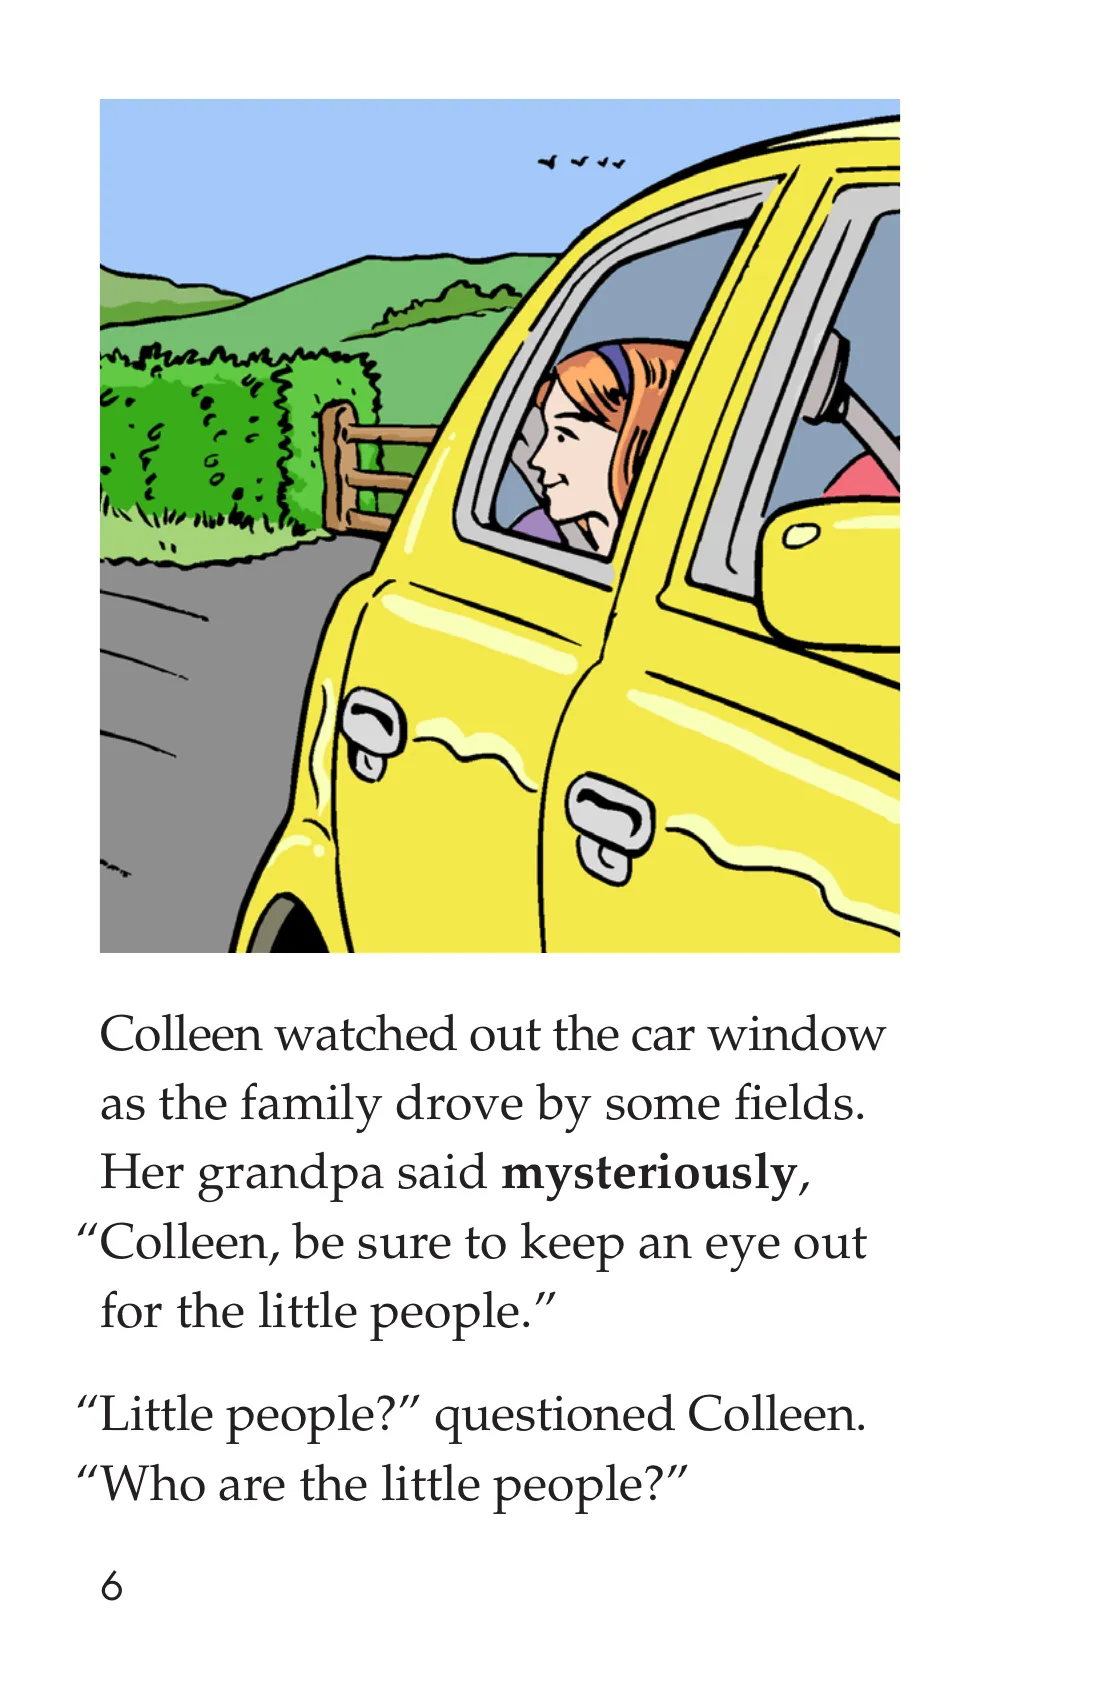 Colleen watched out the car window
as the family drove by some fields.
Her grandpa said mysteriously,
“Colleen, be sure to keep an eye out
for the little people.”
“Little people?” questioned Colleen.
“Who are the little people?”
6